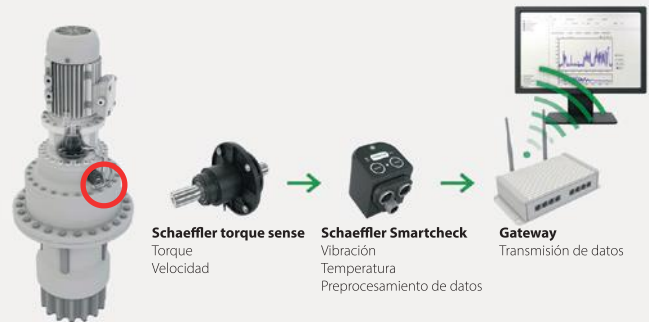 Schaeffler torque sense
Torque
Velocidad
Schaeffler Smartcheck
Vibración
Temperatura
Preprocesamiento de datos
Gateway
Transmisión de datos